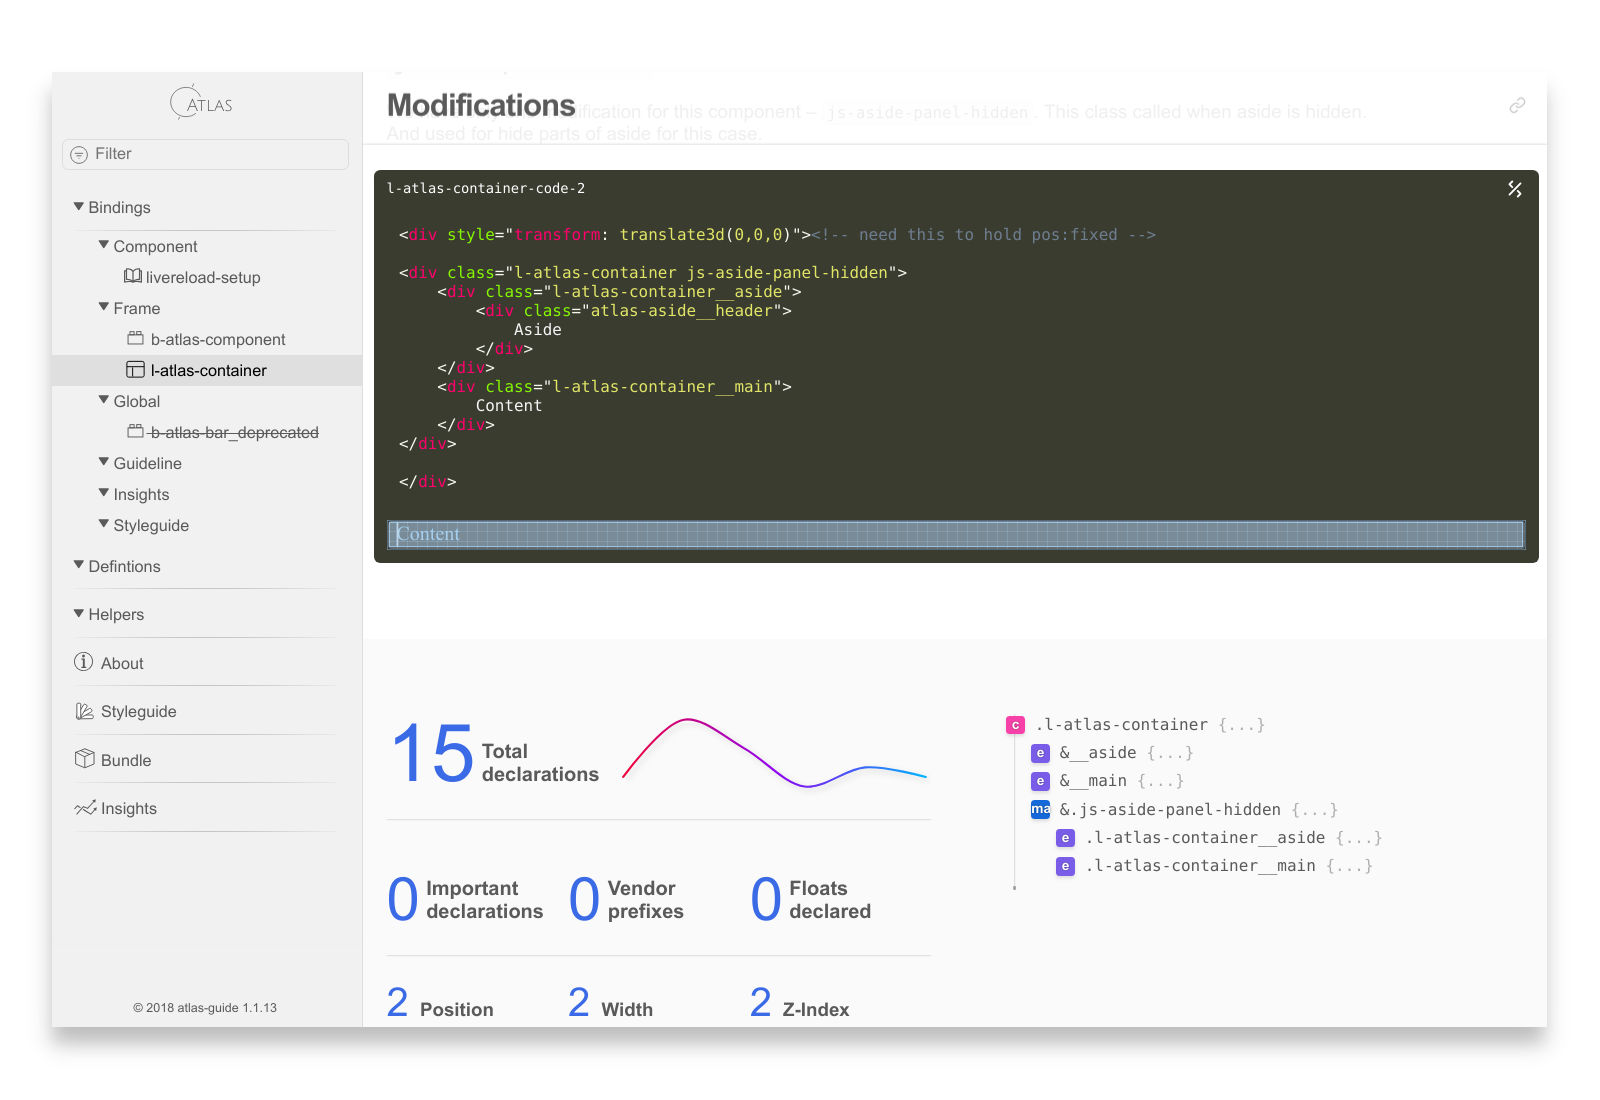 ATLAS
Filter
Bindings
Component
livereload-setup
Frame
b-atlas-component
l-atlas-container
Global
b-atlas-bar_deprecated
Guideline
Insights
Styleguide
Defintions
Helpers
About
Styleguide
Bundle
Insights
© 2018 atlas-guide 1.1.13
Modifications
ification for this component – js-aside-panel-hidden. This class called when aside is hidden.
And used for hide parts of aside for this case.
l-atlas-container-code-2
<div style="transform: translate3d(0,0,0)"><!-- need this to hold pos:fixed -->
<div class="l-atlas-container js-aside-panel-hidden">
<div class="l-atlas-container__aside">
<div class="atlas-aside__header">
Aside
</div>
</div>
<div class="l-atlas-container__main">
Content
</div>
</div>
</div>
Content
15 Total
declarations
0 Important
declarations
0 Vendor
prefixes
0 Floats
declared
2 Position
2 Width
2 Z-Index
c .l-atlas-container {...}
e &__aside {...}
e &__main {...}
ma &.js-aside-panel-hidden {...}
e .l-atlas-container__aside {...}
e .l-atlas-container__main {...}